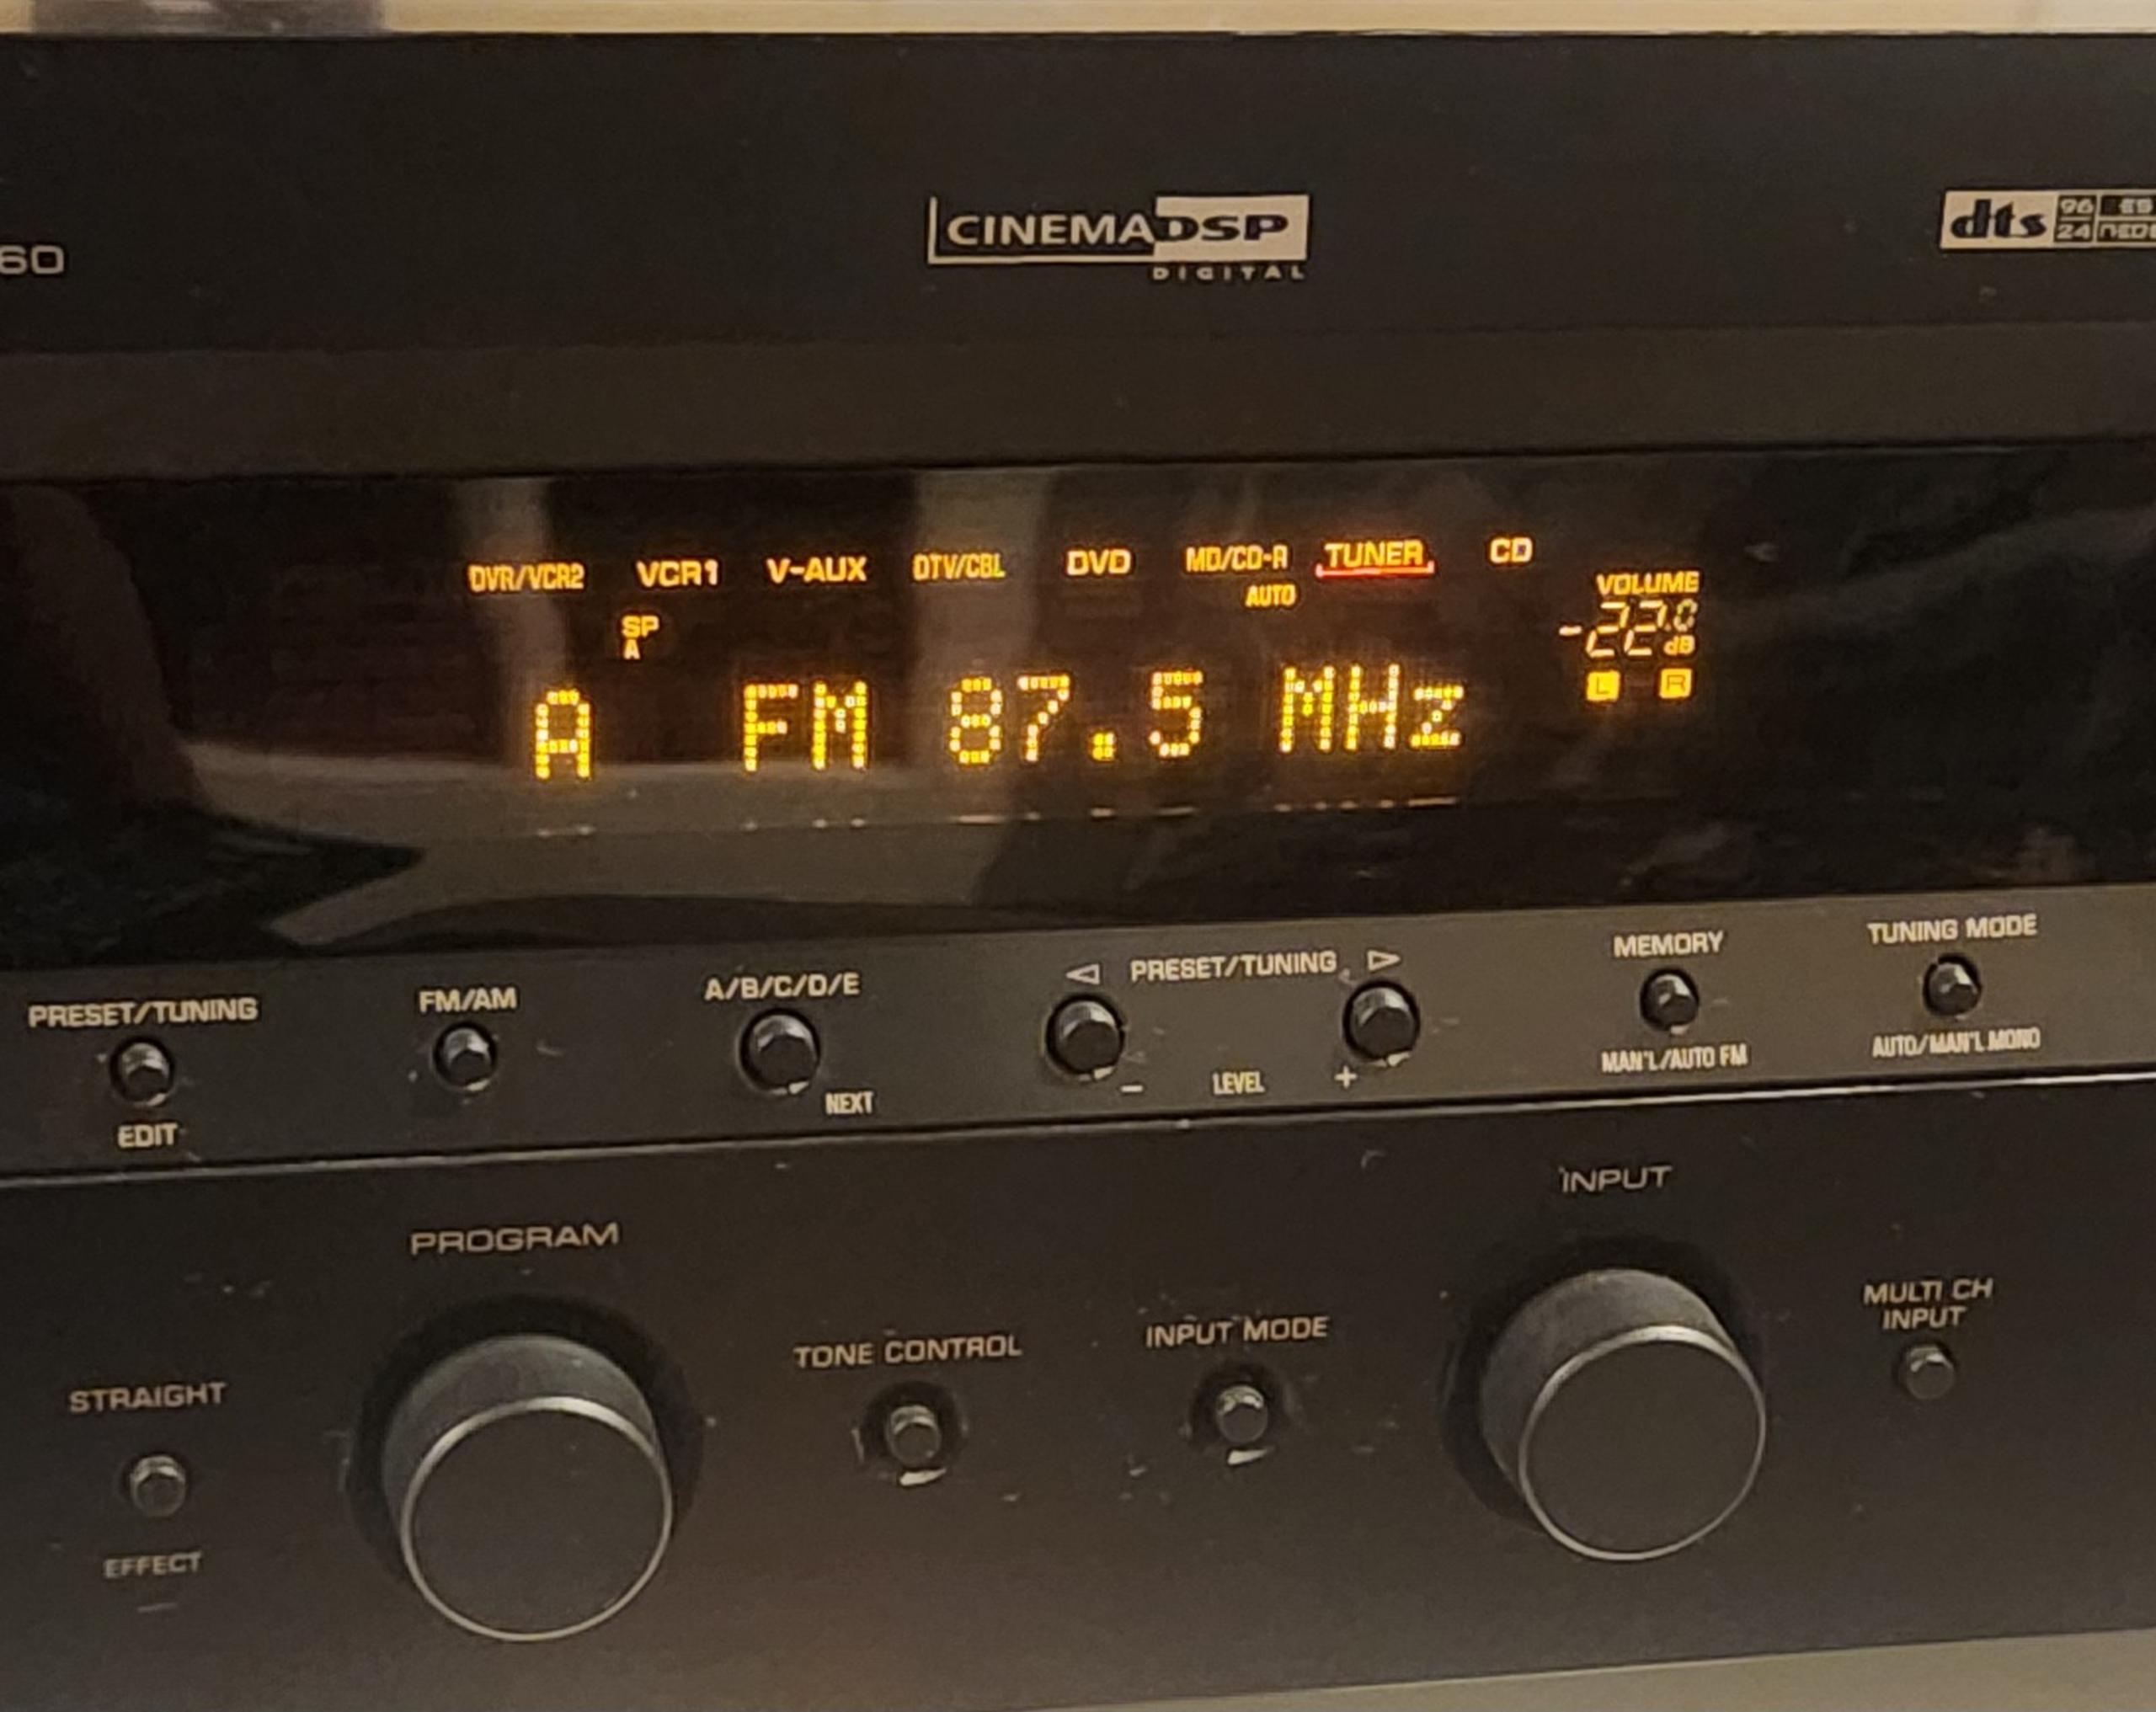 CINEMA DSP
DIGITAL
dts 96 24
60
DVR/VCR2 VCR1 V-AUX DTV/CBL DVD MD/CD-R TUNER CD
AUTO
VOLUME
SP
A
-22.0 dB
L R
A FM 87.5 MHz
PRESET/TUNING FM/AM A/B/C/D/E ◁ PRESET/TUNING ▷ MEMORY TUNING MODE
EDIT NEXT – LEVEL + MAN'L/AUTO FM AUTO/MAN'L MONO
PROGRAM INPUT
STRAIGHT TONE CONTROL INPUT MODE MULTI CH
INPUT
EFFECT